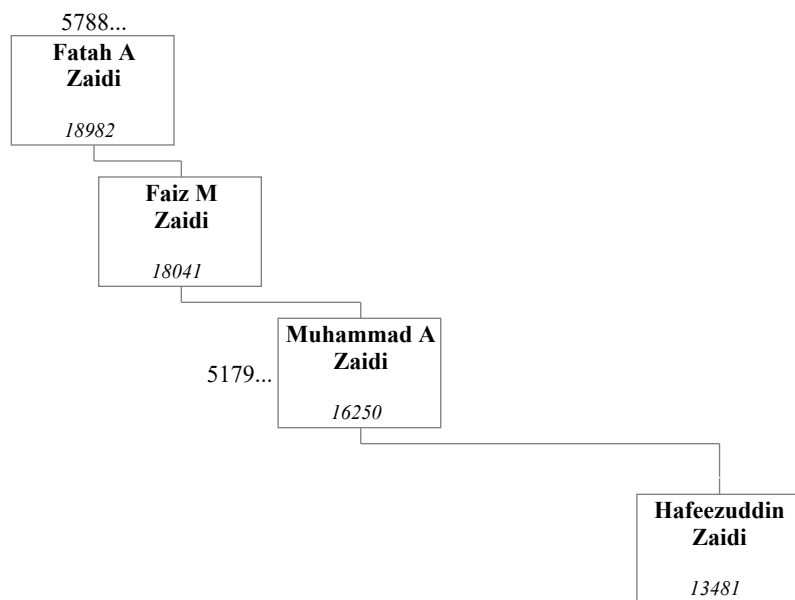 5788...
Fatah A
Zaidi
18982
Faiz M
Zaidi
18041
Muhammad A
Zaidi
5179...
16250
Hafeezuddin
Zaidi
13481